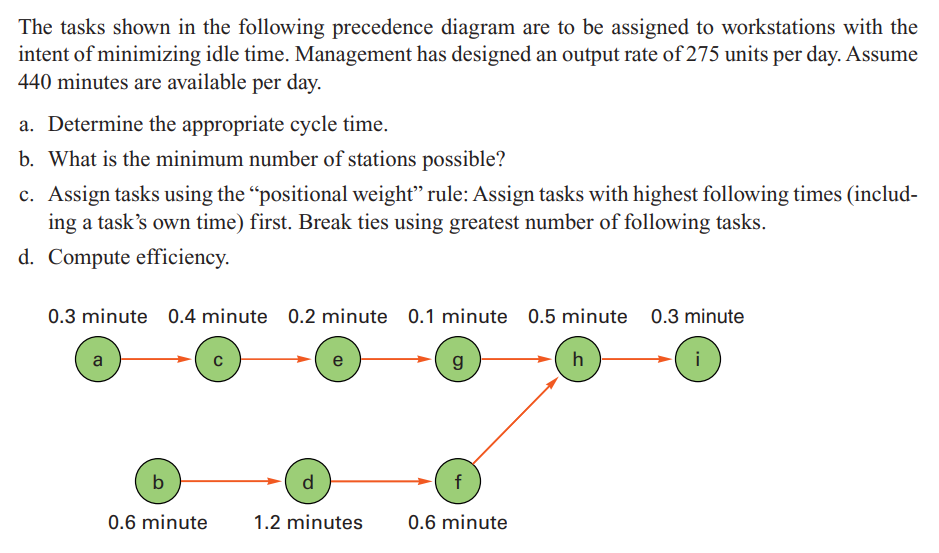 The tasks shown in the following precedence diagram are to be assigned to workstations with the
intent of minimizing idle time. Management has designed an output rate of 275 units per day. Assume
440 minutes are available per day.
a. Determine the appropriate cycle time.
b. What is the minimum number of stations possible?
c. Assign tasks using the “positional weight” rule: Assign tasks with highest following times (includ-
ing a task’s own time) first. Break ties using greatest number of following tasks.
d. Compute efficiency.
0.3 minute 0.4 minute 0.2 minute 0.1 minute 0.5 minute 0.3 minute
a c e g h i
b d f
0.6 minute 1.2 minutes 0.6 minute